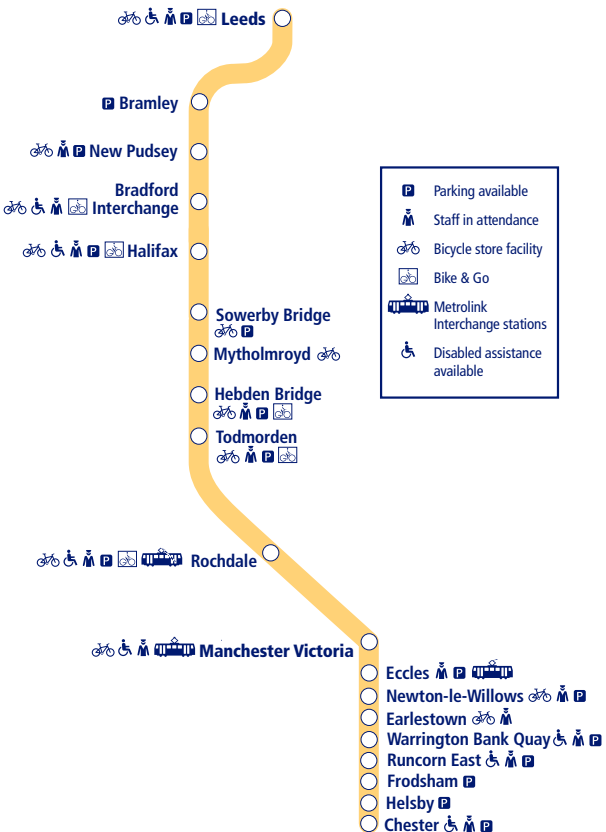 Leeds
P Bramley
New Pudsey
Bradford
Interchange
Halifax
Sowerby Bridge
Mytholmroyd
Hebden Bridge
Todmorden
Rochdale
Manchester Victoria
Eccles
Newton-le-Willows
Earlestown
Warrington Bank Quay
Runcorn East
Frodsham P
Helsby P
Chester
P Parking available
Staff in attendance
Bicycle store facility
Bike & Go
Metrolink
Interchange stations
Disabled assistance
available